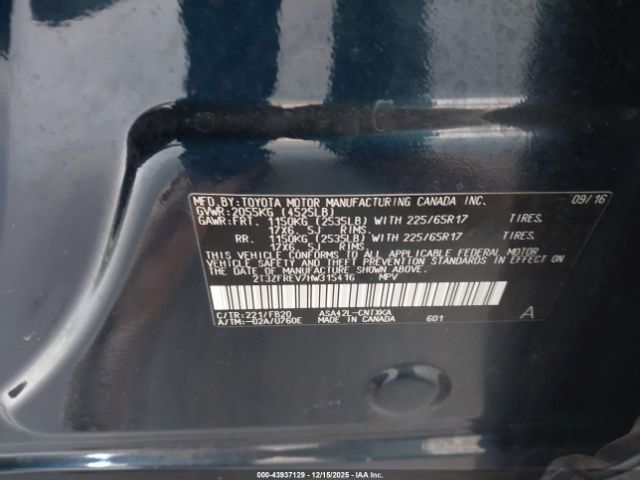 MFD.BY:TOYOTA MOTOR MANUFACTURING CANADA INC. 09/16
GVWR:2055KG (4525LB)
GAWR:FRT. 1150KG (2535LB) WITH 225/65R17 TIRES,
17X6. 5J RIMS.
RR. 1150KG (2535LB) WITH 225/65R17 TIRES,
17X6. 5J RIMS.
THIS VEHICLE CONFORMS TO ALL APPLICABLE FEDERAL MOTOR
VEHICLE SAFETY AND THEFT PREVENTION STANDARDS IN EFFECT ON
THE DATE OF MANUFACTURE SHOWN ABOVE.
2T3ZFREV7HW315416 MPV
C/TR:221/FB20 ASA42L-CNTXKA
A/TM:-02A/U760E MADE IN CANADA 601 A
000-43937129 - 12/15/2025 - IAAI.COM